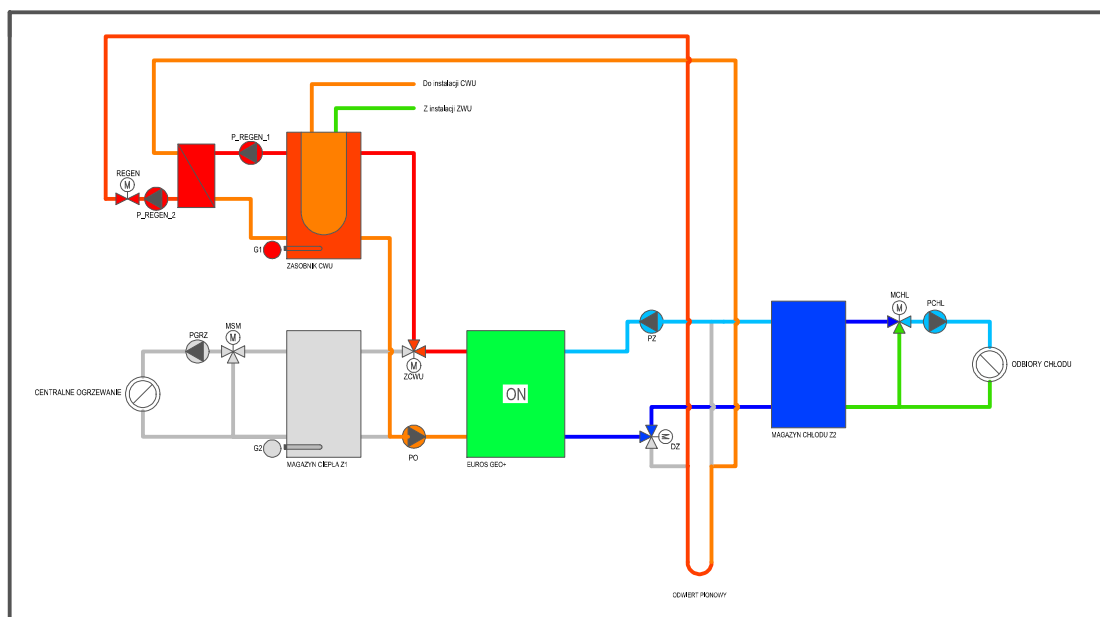 Do instalacji CWU
Z instalacji ZWU
P_REGEN_1
REGEN
M
P_REGEN_2
G1
ZASOBNIK CWU
MCHL
M
PCHL
PGRZ
MSM
M
PZ
ZCWU
M
ON
CENTRALNE OGRZEWANIE
ODBIORY CHŁODU
G2
MAGAZYN CIEPŁA Z1
PO
EUROS GEO+
M
DZ
MAGAZYN CHŁODU Z2
ODWIERT PIONOWY